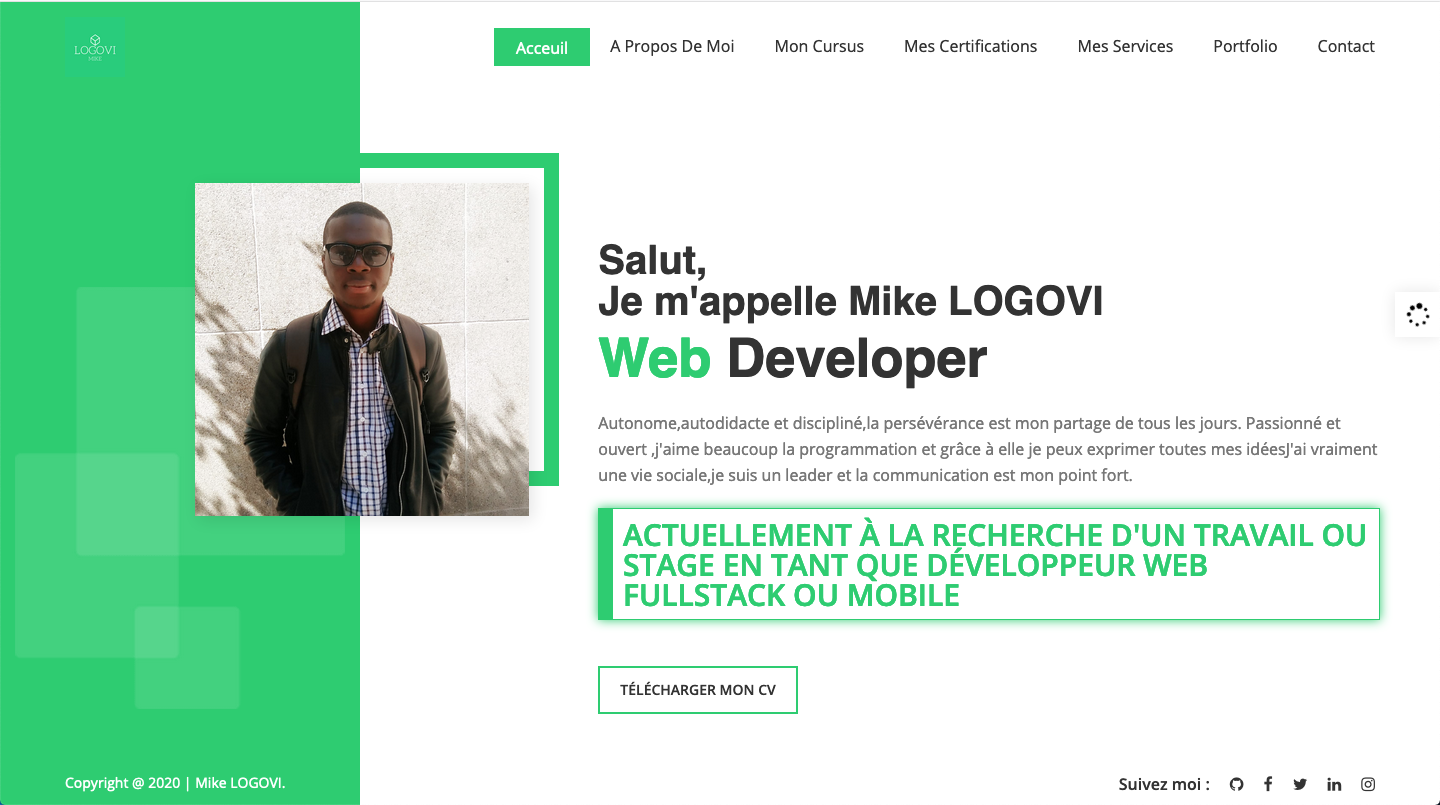 LOGOVI
MIKE
Acceuil
A Propos De Moi
Mon Cursus
Mes Certifications
Mes Services
Portfolio
Contact
Salut,
Je m'appelle Mike LOGOVI
Web Developer
Autonome,autodidacte et discipliné,la persévérance est mon partage de tous les jours. Passionné et
ouvert ,j'aime beaucoup la programmation et grâce à elle je peux exprimer toutes mes idéesJ'ai vraiment
une vie sociale,je suis un leader et la communication est mon point fort.
ACTUELLEMENT À LA RECHERCHE D'UN TRAVAIL OU
STAGE EN TANT QUE DÉVELOPPEUR WEB
FULLSTACK OU MOBILE
TÉLÉCHARGER MON CV
Copyright @ 2020 | Mike LOGOVI.
Suivez moi :